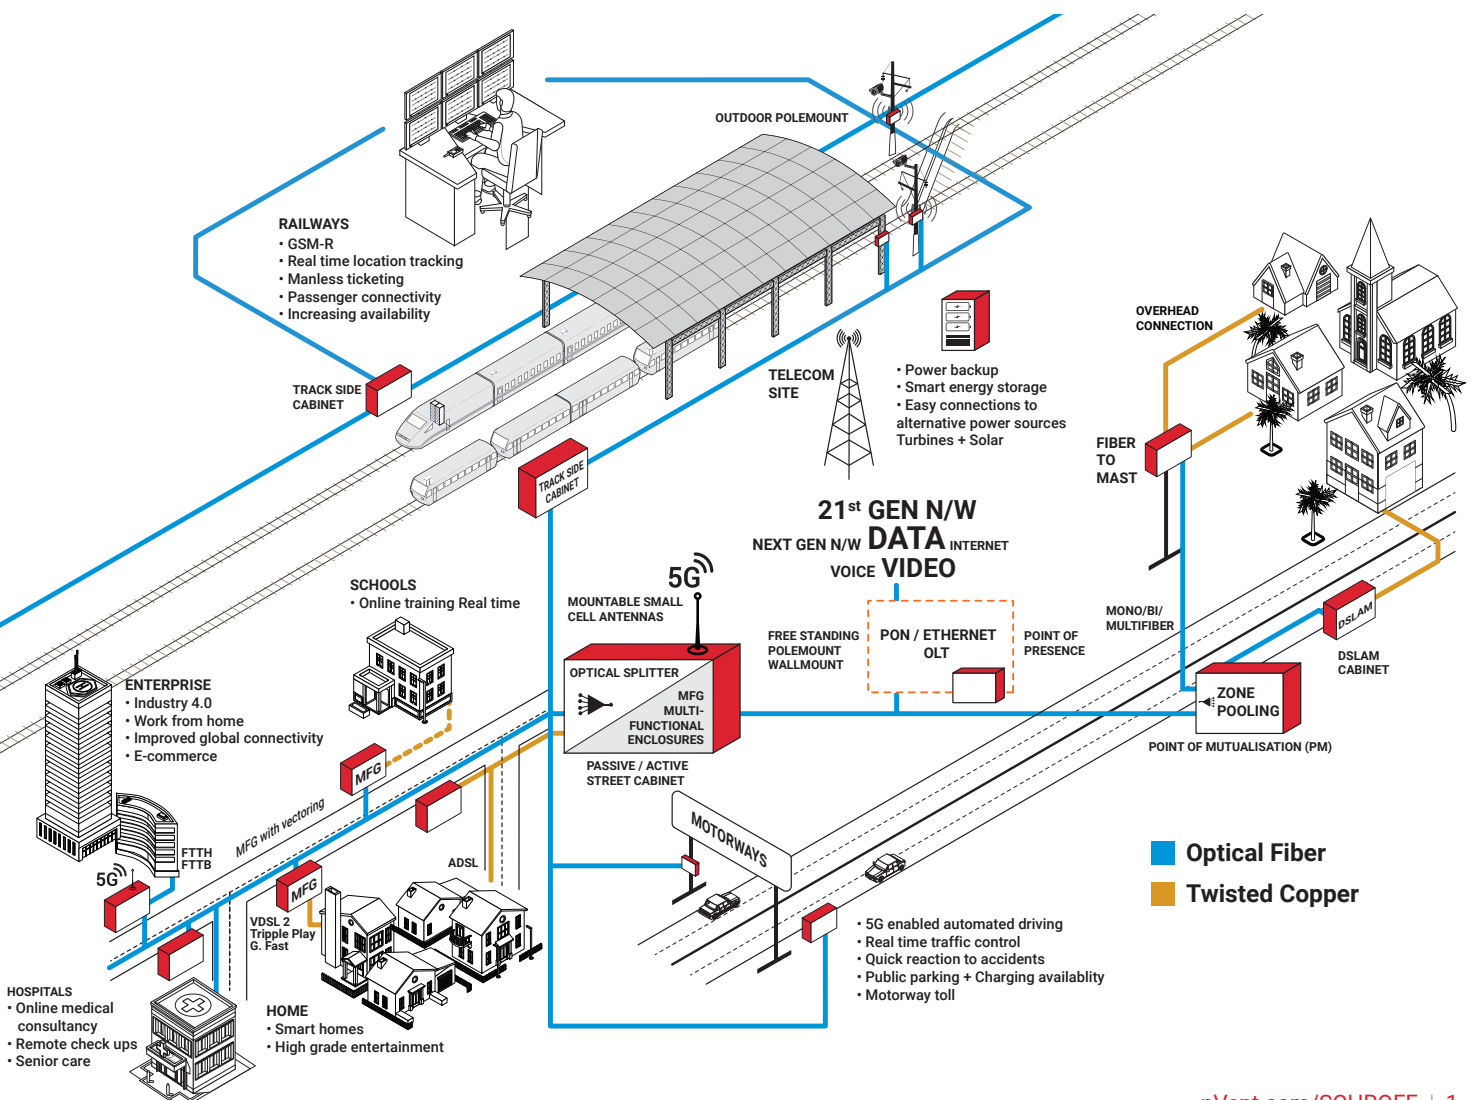 OUTDOOR POLEMOUNT
RAILWAYS
• GSM-R
• Real time location tracking
• Manless ticketing
• Passenger connectivity
• Increasing availability
TRACK SIDE
CABINET
TRACK SIDE
CABINET
TELECOM
SITE
• Power backup
• Smart energy storage
• Easy connections to
alternative power sources
Turbines + Solar
OVERHEAD
CONNECTION
FIBER
TO
MAST
21st GEN N/W
NEXT GEN N/W DATA INTERNET
VOICE VIDEO
5G
MOUNTABLE SMALL
CELL ANTENNAS
SCHOOLS
• Online training Real time
FREE STANDING
POLEMOUNT
WALLMOUNT
PON / ETHERNET
OLT
POINT OF
PRESENCE
MONO/BI/
MULTIFIBER
DSLAM
DSLAM
CABINET
ENTERPRISE
• Industry 4.0
• Work from home
• Improved global connectivity
• E-commerce
OPTICAL SPLITTER
MFG
MULTI-
FUNCTIONAL
ENCLOSURES
PASSIVE / ACTIVE
STREET CABINET
ZONE
POOLING
POINT OF MUTUALISATION (PM)
MFG
MFG with vectoring
FTTH
FTTB
5G
ADSL
MFG
VDSL 2
Tripple Play
G. Fast
MOTORWAYS
Optical Fiber
Twisted Copper
• 5G enabled automated driving
• Real time traffic control
• Quick reaction to accidents
• Public parking + Charging availablity
• Motorway toll
HOSPITALS
• Online medical
consultancy
• Remote check ups
• Senior care
HOME
• Smart homes
• High grade entertainment